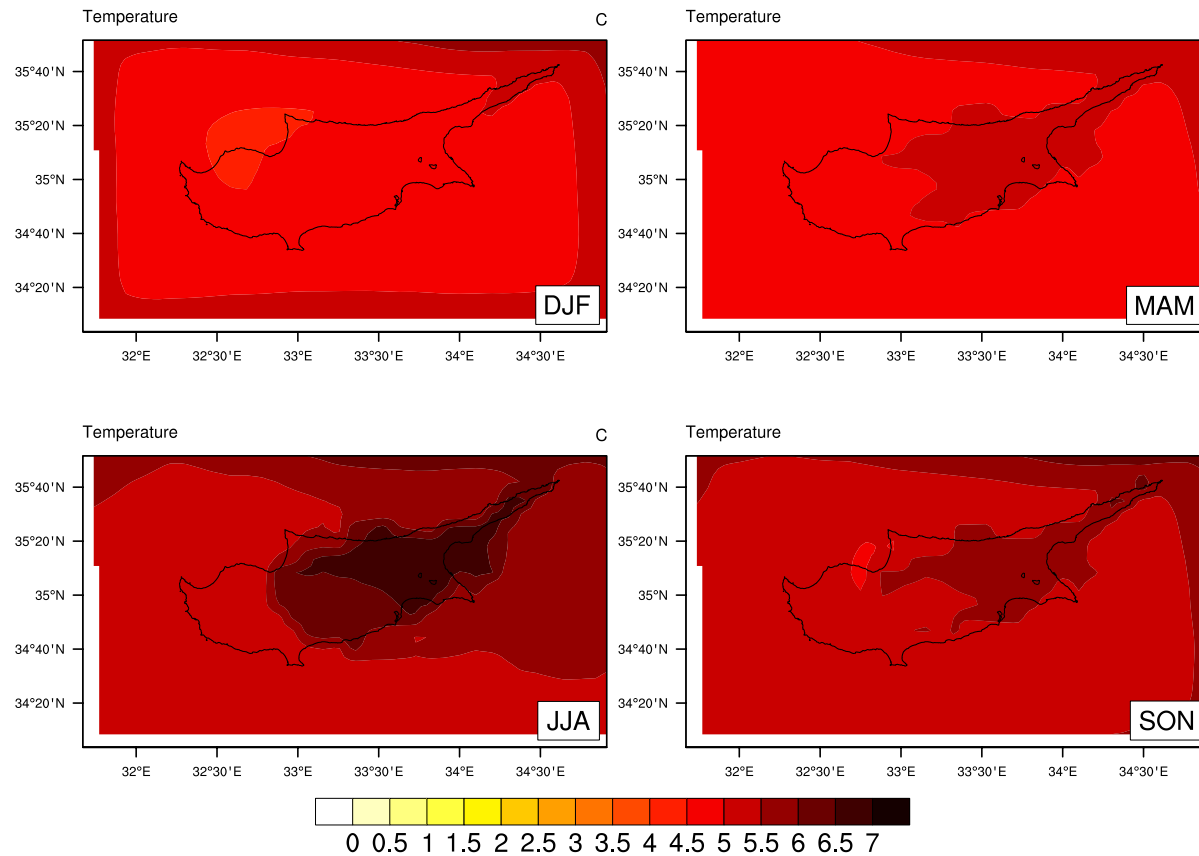 Temperature C Temperature
35°40'N 35°40'N
35°20'N 35°20'N
35°N 35°N
34°40'N 34°40'N
34°20'N 34°20'N
DJF MAM
32°E 32°30'E 33°E 33°30'E 34°E 34°30'E 32°E 32°30'E 33°E 33°30'E 34°E 34°30'E
Temperature C Temperature
35°40'N 35°40'N
35°20'N 35°20'N
35°N 35°N
34°40'N 34°40'N
34°20'N 34°20'N
JJA SON
32°E 32°30'E 33°E 33°30'E 34°E 34°30'E 32°E 32°30'E 33°E 33°30'E 34°E 34°30'E
0 0.5 1 1.5 2 2.5 3 3.5 4 4.5 5 5.5 6 6.5 7